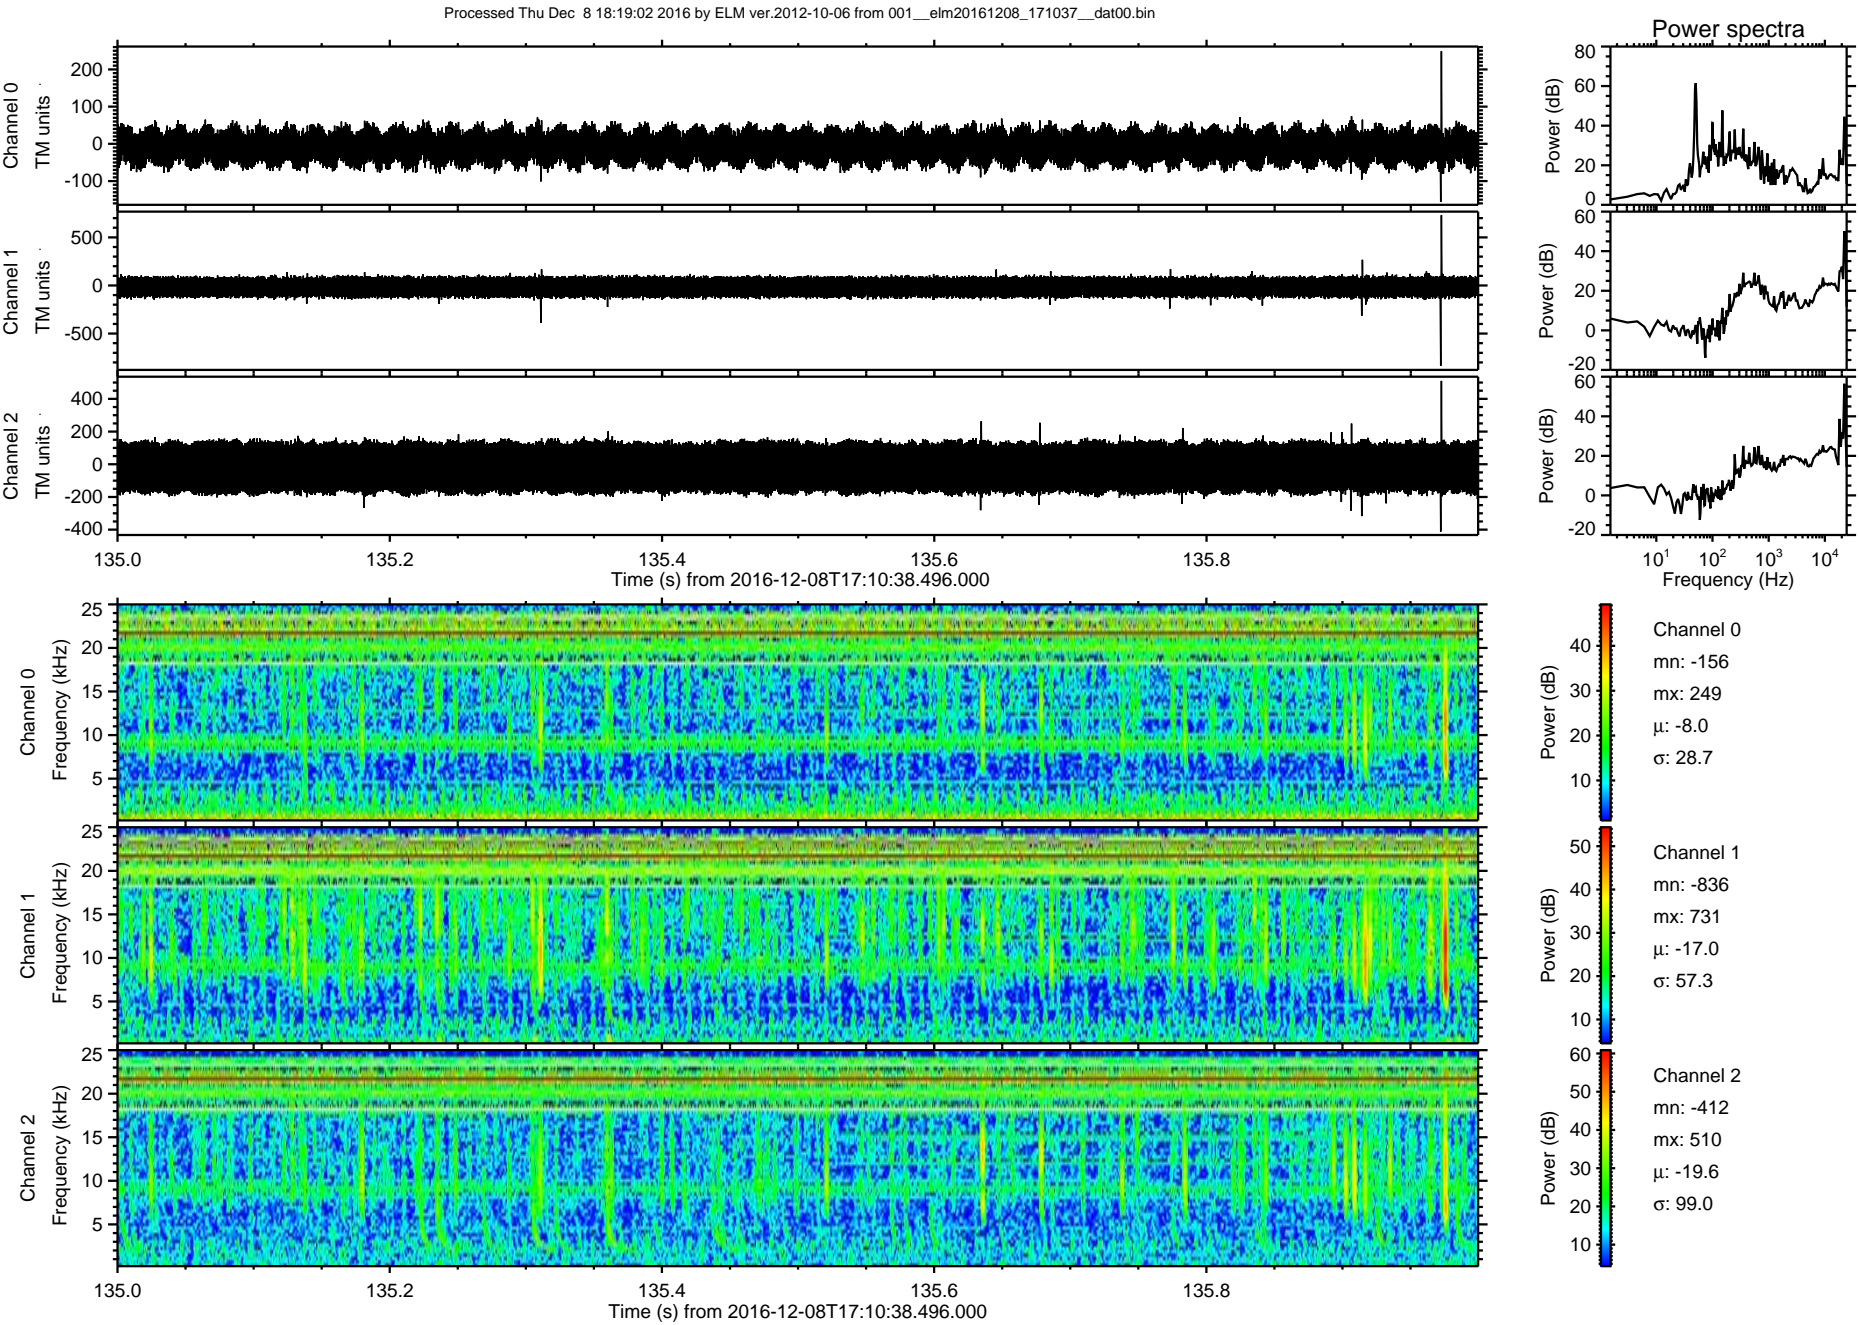 Processed Thu Dec  8 18:19:02 2016 by ELM ver.2012-10-06 from 001__elm20161208_171037__dat00.bin
Power spectra
Channel 0
TM units
200
100
0
-100
Power (dB)
80
60
40
20
0
Channel 1
TM units
500
0
-500
Power (dB)
60
40
20
0
-20
Channel 2
TM units
400
200
0
-200
-400
Power (dB)
60
40
20
0
-20
135.0 135.2 135.4 135.6 135.8
Time (s) from 2016-12-08T17:10:38.496.000
10^1 10^2 10^3 10^4
Frequency (Hz)
Channel 0
Frequency (kHz)
25
20
15
10
5
Power (dB)
40
30
20
10
Channel 0
mn: -156
mx: 249
μ: -8.0
σ: 28.7
Channel 1
Frequency (kHz)
25
20
15
10
5
Power (dB)
50
40
30
20
10
Channel 1
mn: -836
mx: 731
μ: -17.0
σ: 57.3
Channel 2
Frequency (kHz)
25
20
15
10
5
Power (dB)
60
50
40
30
20
10
Channel 2
mn: -412
mx: 510
μ: -19.6
σ: 99.0
135.0 135.2 135.4 135.6 135.8
Time (s) from 2016-12-08T17:10:38.496.000